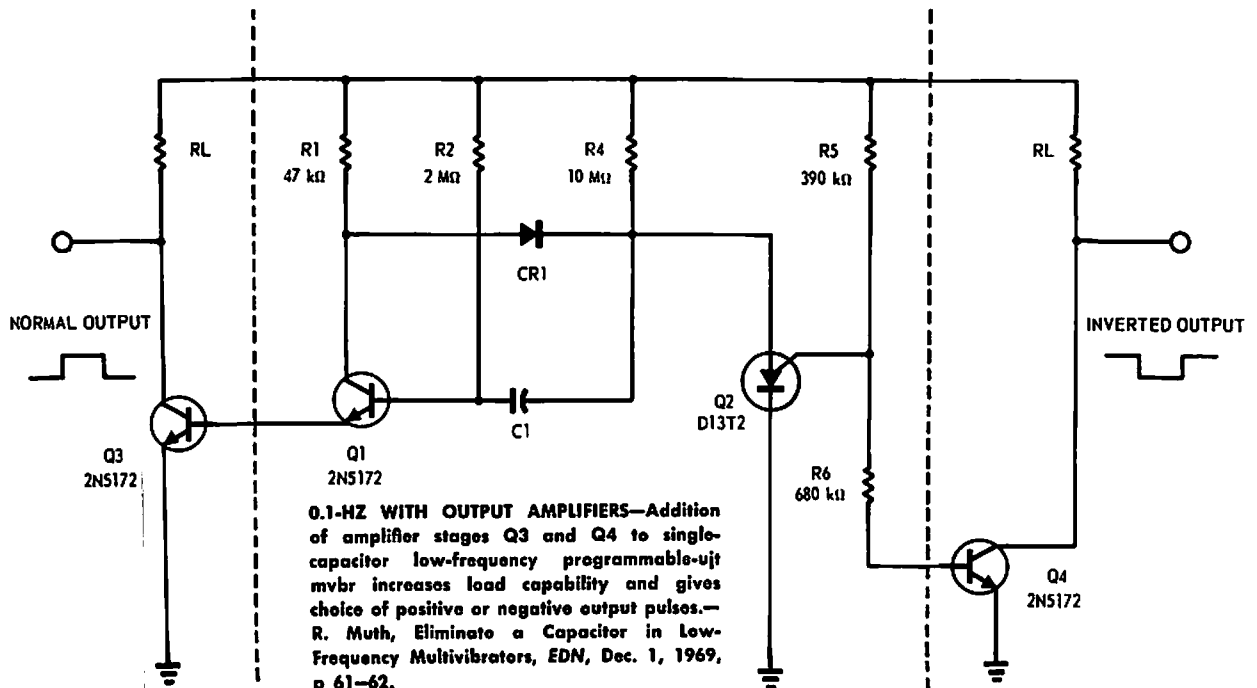 RL
R1
47 kΩ
R2
2 MΩ
R4
10 MΩ
R5
390 kΩ
RL
CR1
NORMAL OUTPUT
INVERTED OUTPUT
Q2
D13T2
C1
Q3
2N5172
Q1
2N5172
R6
680 kΩ
Q4
2N5172
0.1-HZ WITH OUTPUT AMPLIFIERS—Addition
of amplifier stages Q3 and Q4 to single-
capacitor low-frequency programmable-ujt
mvbr increases load capability and gives
choice of positive or negative output pulses.—
R. Muth, Eliminate a Capacitor in Low-
Frequency Multivibrators, EDN, Dec. 1, 1969,
p 61–62.